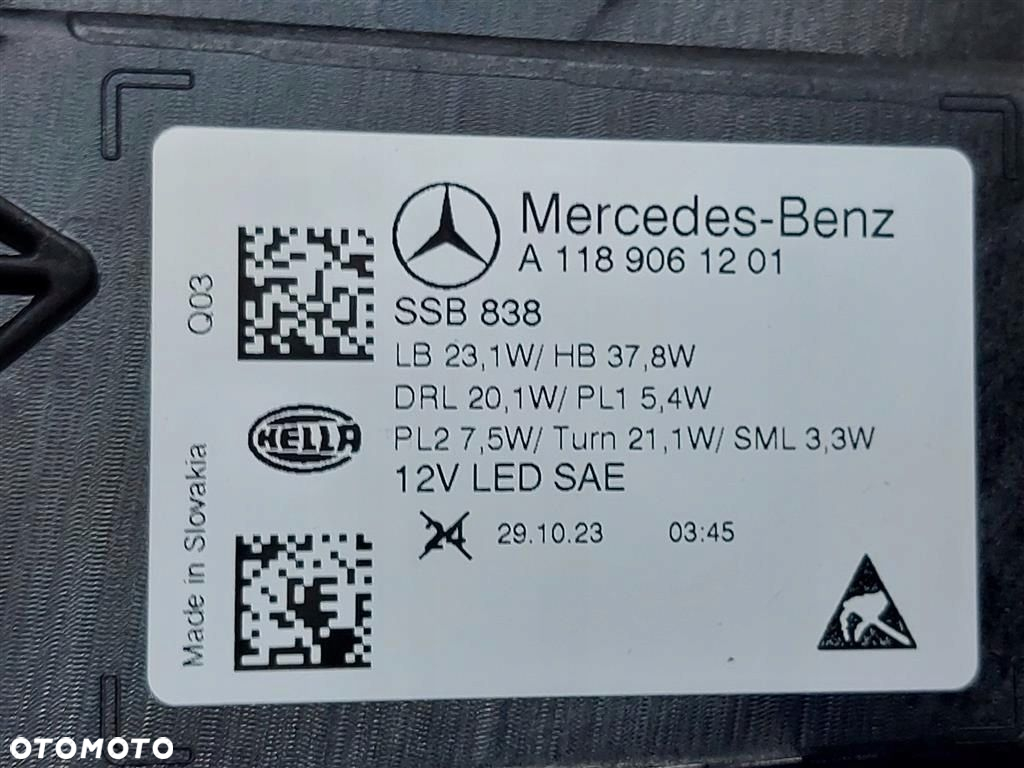 Mercedes-Benz
A 118 906 12 01
Q03
SSB 838
LB 23,1W/ HB 37,8W
DRL 20,1W/ PL1 5,4W
HELLA
PL2 7,5W/ Turn 21,1W/ SML 3,3W
12V LED SAE
Made in Slovakia
24 29.10.23 03:45
OTOMOTO